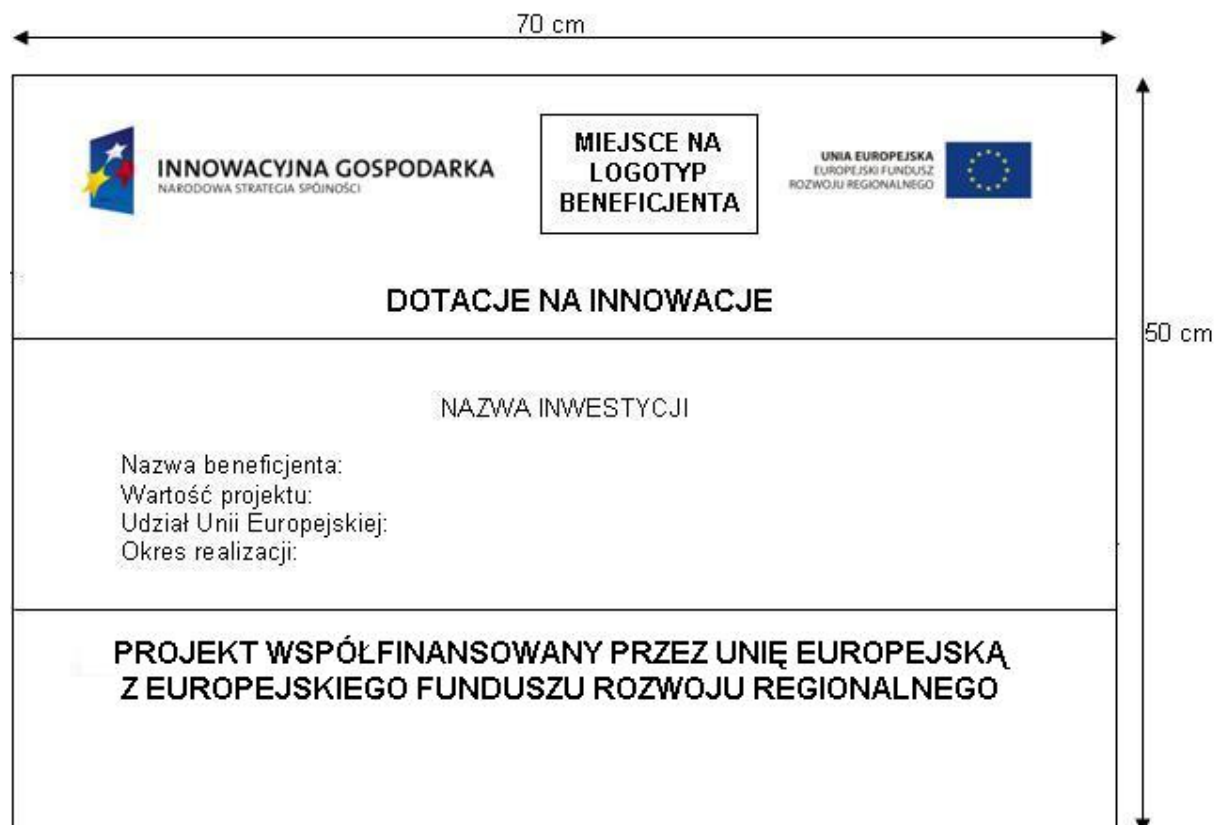 70 cm
INNOWACYJNA GOSPODARKA
NARODOWA STRATEGIA SPÓJNOŚCI
MIEJSCE NA
LOGOTYP
BENEFICJENTA
UNIA EUROPEJSKA
EUROPEJSKI FUNDUSZ
ROZWOJU REGIONALNEGO
DOTACJE NA INNOWACJE
50 cm
NAZWA INWESTYCJI
Nazwa beneficjenta:
Wartość projektu:
Udział Unii Europejskiej:
Okres realizacji:
PROJEKT WSPÓŁFINANSOWANY PRZEZ UNIĘ EUROPEJSKĄ
Z EUROPEJSKIEGO FUNDUSZU ROZWOJU REGIONALNEGO